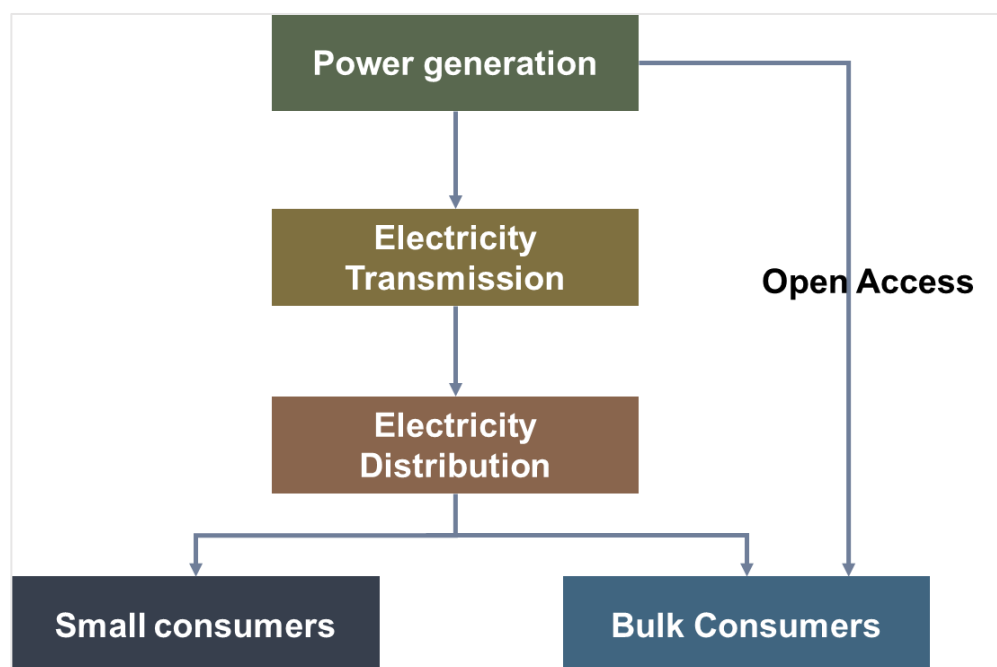 Power generation
Electricity
Transmission
Open Access
Electricity
Distribution
Small consumers
Bulk Consumers